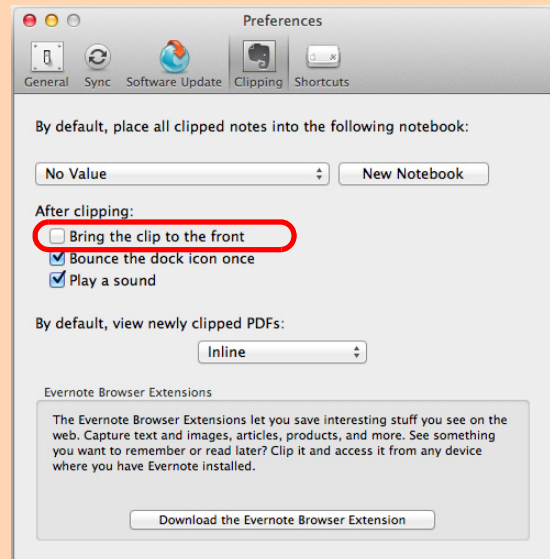 Preferences
General Sync Software Update Clipping Shortcuts
By default, place all clipped notes into the following notebook:
No Value New Notebook
After clipping:
Bring the clip to the front
Bounce the dock icon once
Play a sound
By default, view newly clipped PDFs:
Inline
Evernote Browser Extensions
The Evernote Browser Extensions let you save interesting stuff you see on the
web. Capture text and images, articles, products, and more. See something
you want to remember or read later? Clip it and access it from any device
where you have Evernote installed.
Download the Evernote Browser Extension